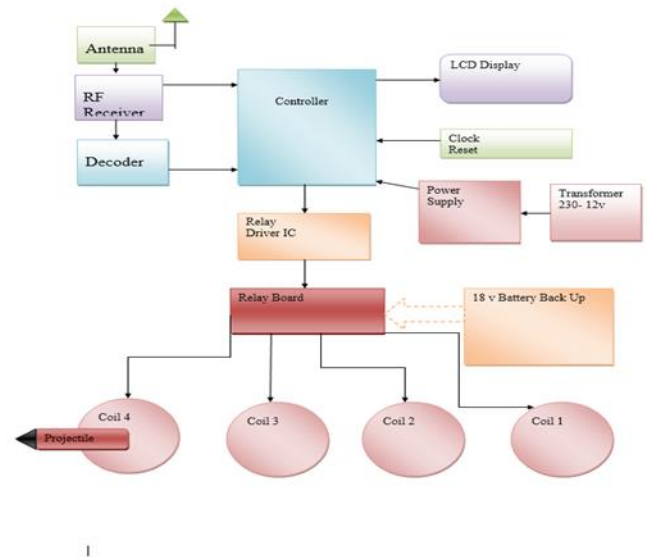 Antenna
LCD Display
RF
Receiver
Controller
Clock
Reset
Decoder
Power
Supply
Transformer
230- 12v
Relay
Driver IC
Relay Board
18 v Battery Back Up
Coil 4
Coil 3
Coil 2
Coil 1
Projectile